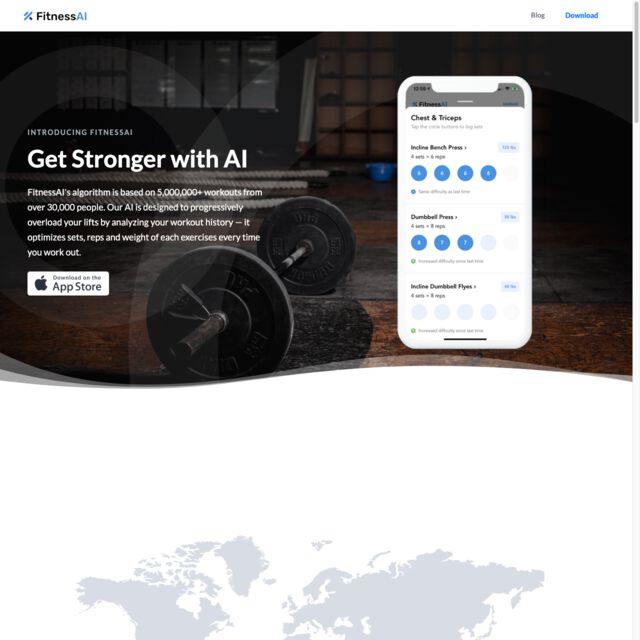 FitnessAI
Blog
Download
INTRODUCING FITNESSAI
Get Stronger with AI
FitnessAI's algorithm is based on 5,000,000+ workouts from
over 30,000 people. Our AI is designed to progressively
overload your lifts by analyzing your workout history — it
optimizes sets, reps and weight of each exercises every time
you work out.
Download on the
App Store
12:59
FitnessAI
Chest & Triceps
Tap the circle buttons to log sets
Incline Bench Press >
125 lbs
4 sets × 6 reps
6 6 6 6
Same difficulty as last time
Dumbbell Press >
4 sets × 8 reps
8 7 7
Increased difficulty since last time
Incline Dumbbell Flyes >
4 sets × 8 reps
Increased difficulty since last time